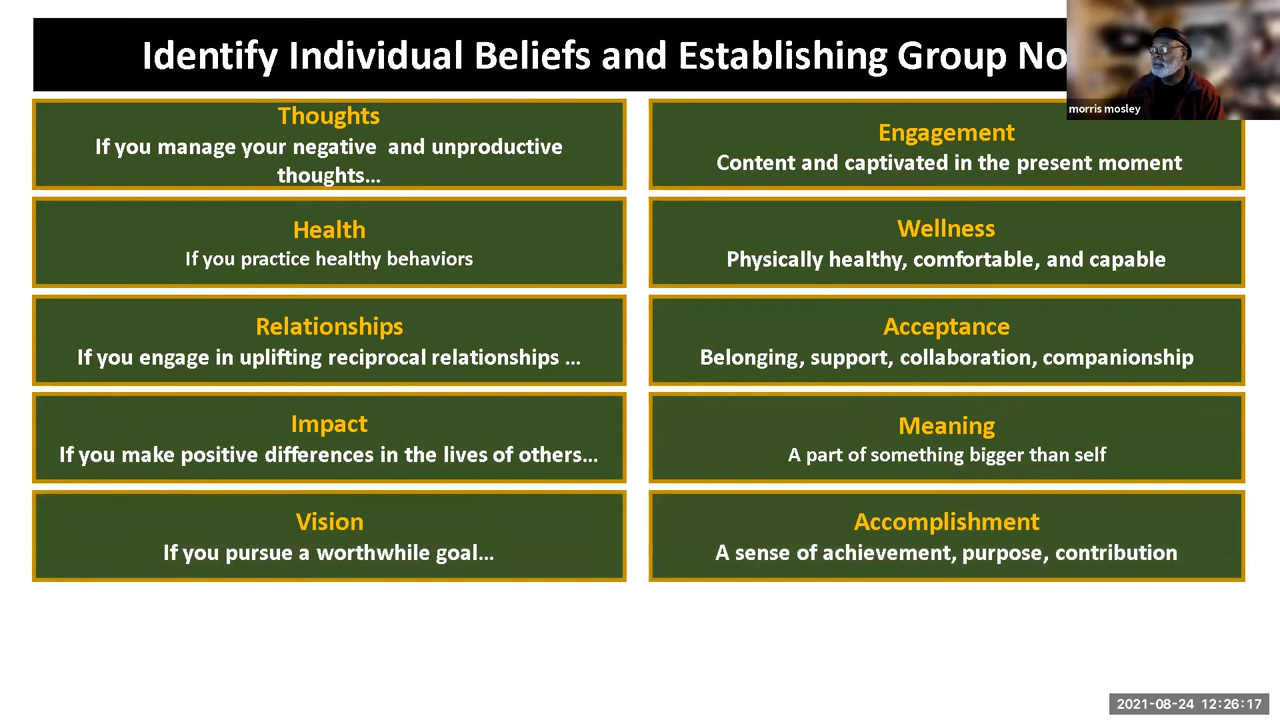 Identify Individual Beliefs and Establishing Group
morris mosley
Thoughts
If you manage your negative and unproductive
thoughts...
Engagement
Content and captivated in the present moment
Health
If you practice healthy behaviors
Wellness
Physically healthy, comfortable, and capable
Relationships
If you engage in uplifting reciprocal relationships ...
Acceptance
Belonging, support, collaboration, companionship
Impact
If you make positive differences in the lives of others...
Meaning
A part of something bigger than self
Vision
If you pursue a worthwhile goal...
Accomplishment
A sense of achievement, purpose, contribution
2021-08-24 12:26:17